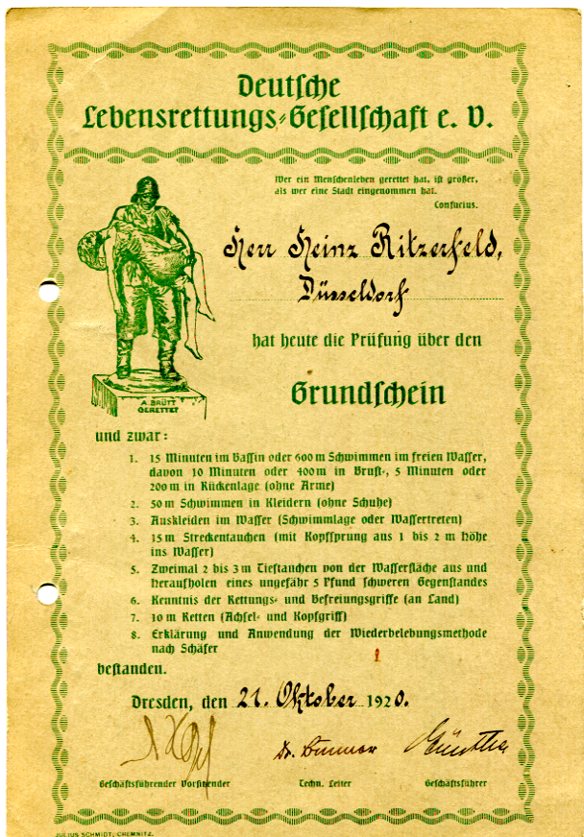 Deutsche
Lebensrettungs-Gesellschaft e. V.
Wer ein Menschenleben gerettet hat, ist größer,
als wer eine Stadt eingenommen hat.
Confucius.
Herr Heinz Ritzerfeld,
Düsseldorf
hat heute die Prüfung über den
Grundschein
A. BRÜTT
GERETTET
und zwar:
1. 15 Minuten im Bassin oder 600 m Schwimmen im freien Wasser,
davon 10 Minuten oder 400 m in Brust-, 5 Minuten oder
200 m in Rückenlage (ohne Arme)
2. 50 m Schwimmen in Kleidern (ohne Schuhe)
3. Auskleiden im Wasser (Schwimmlage oder Wassertreten)
4. 15 m Streckentauchen (mit Kopfsprung aus 1 bis 2 m Höhe
ins Wasser)
5. Zweimal 2 bis 3 m Tieftauchen von der Wasserfläche aus und
Heraufholen eines ungefähr 5 Pfund schweren Gegenstandes
6. Kenntnis der Rettungs- und Befreiungsgriffe (an Land)
7. 10 m Retten (Achsel- und Kopfgriff)
8. Erklärung und Anwendung der Wiederbelebungsmethode
nach Schäfer
bestanden.
Dresden, den 21. Oktober 1920.
Dr.
Geschäftsführender Vorsitzender Techn. Leiter Geschäftsführer
JULIUS SCHMIDT, CHEMNITZ.